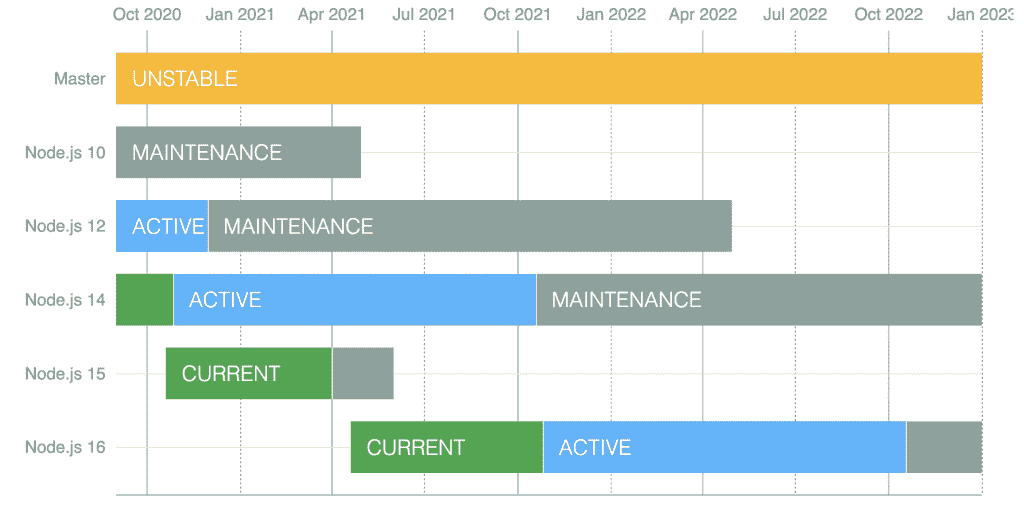 Oct 2020 Jan 2021 Apr 2021 Jul 2021 Oct 2021 Jan 2022 Apr 2022 Jul 2022 Oct 2022 Jan 2023
Master UNSTABLE
Node.js 10 MAINTENANCE
Node.js 12 ACTIVE MAINTENANCE
Node.js 14 ACTIVE MAINTENANCE
Node.js 15 CURRENT
Node.js 16 CURRENT ACTIVE